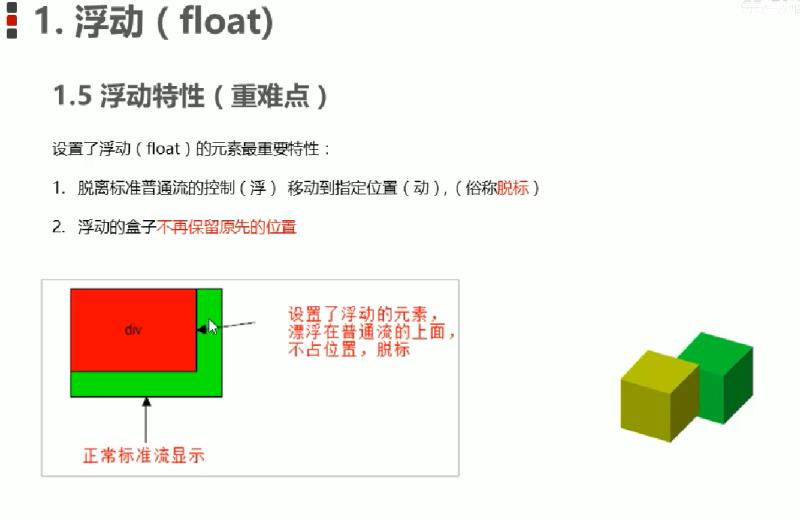 1. 浮动（float)
1.5 浮动特性（重难点）
设置了浮动（float）的元素最重要特性：
1. 脱离标准普通流的控制（浮） 移动到指定位置（动），（俗称脱标）
2. 浮动的盒子不再保留原先的位置
div
设置了浮动的元素，
漂浮在普通流的上面，
不占位置，脱标
正常标准流显示